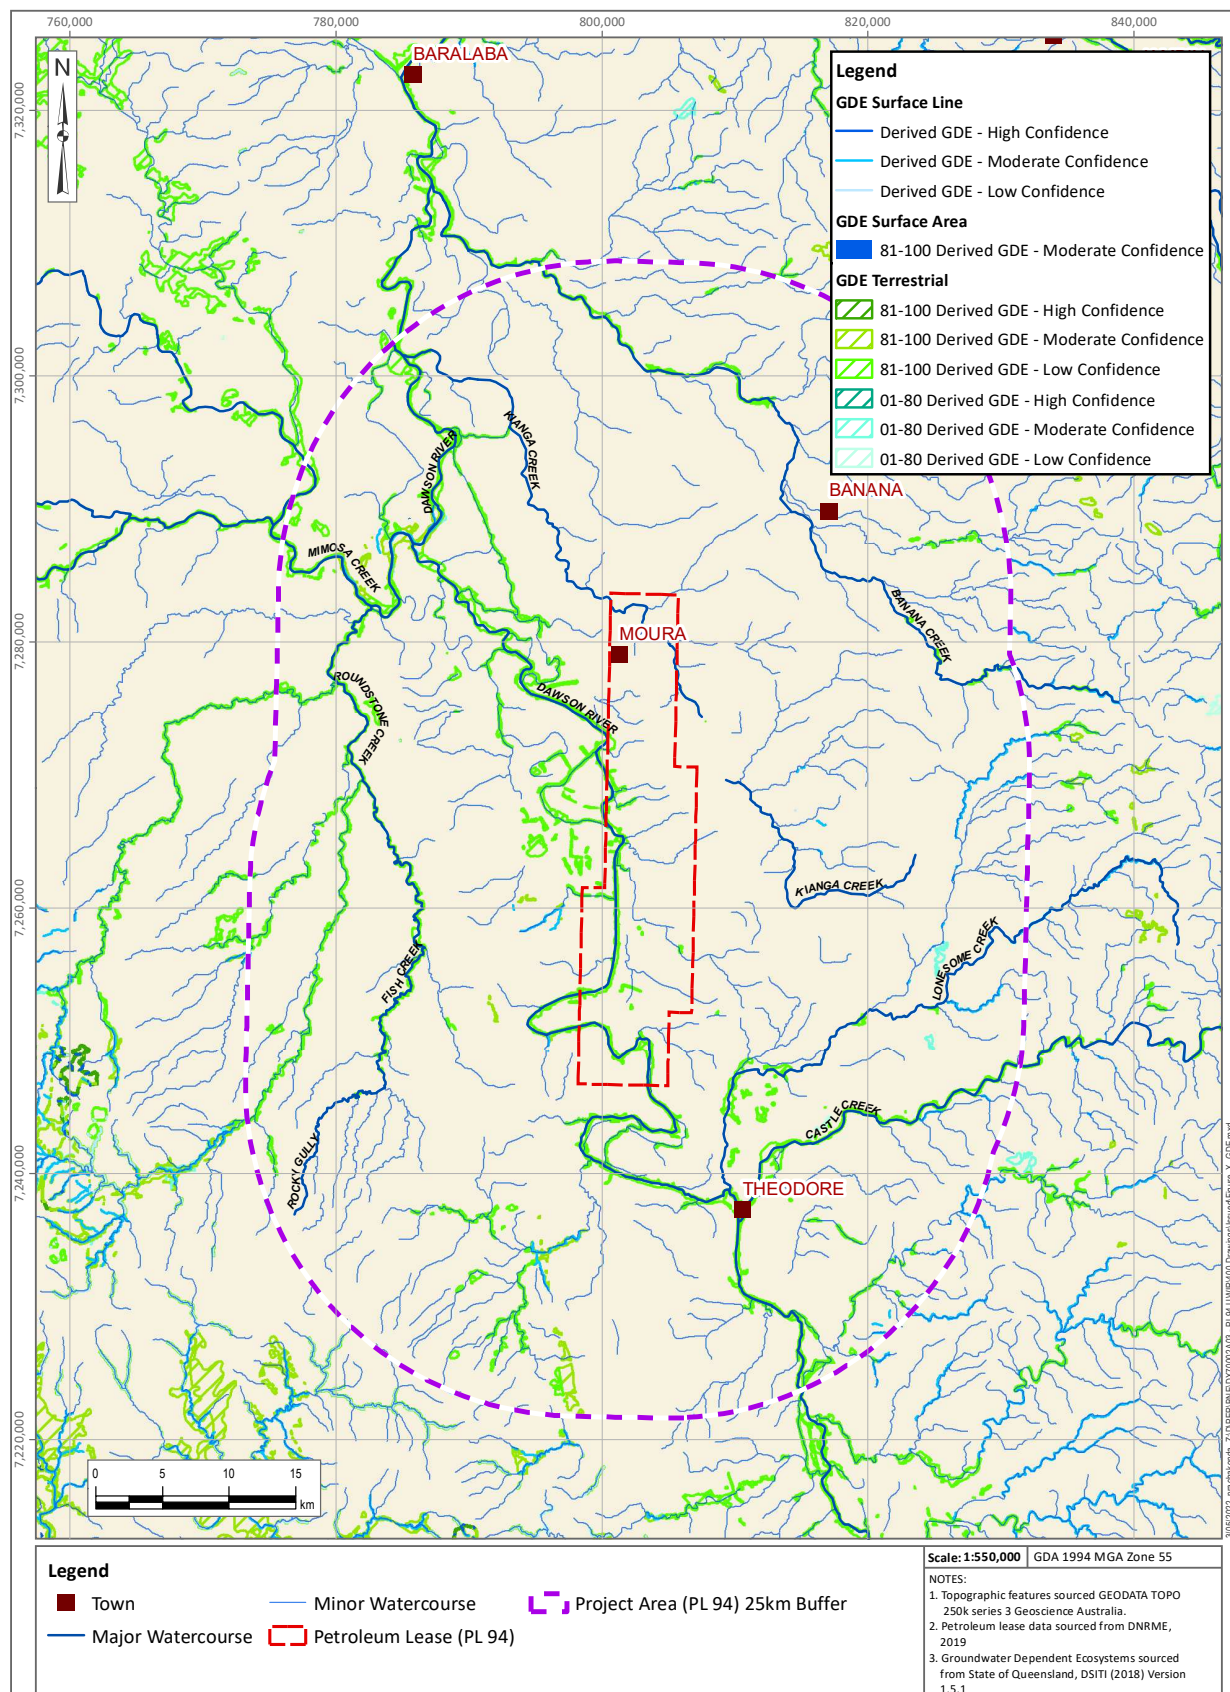 760,000
780,000
800,000
820,000
840,000
7,320,000
7,300,000
7,280,000
7,260,000
7,240,000
7,220,000
N
BARALABA
Legend
GDE Surface Line
Derived GDE - High Confidence
Derived GDE - Moderate Confidence
Derived GDE - Low Confidence
GDE Surface Area
81-100 Derived GDE - Moderate Confidence
GDE Terrestrial
81-100 Derived GDE - High Confidence
81-100 Derived GDE - Moderate Confidence
81-100 Derived GDE - Low Confidence
01-80 Derived GDE - High Confidence
01-80 Derived GDE - Moderate Confidence
01-80 Derived GDE - Low Confidence
KIANGA CREEK
DAWSON RIVER
BANANA
MIMOSA CREEK
BANANA CREEK
MOURA
ROUNDSTONE CREEK
DAWSON RIVER
KIANGA CREEK
LONESOME CREEK
FISH CREEK
CASTLE CREEK
ROCKY GULLY
THEODORE
0 5 10 15
km
Legend
Town
Minor Watercourse
Project Area (PL 94) 25km Buffer
Major Watercourse
Petroleum Lease (PL 94)
Scale: 1:550,000
GDA 1994 MGA Zone 55
NOTES:
1. Topographic features sourced GEODATA TOPO
250k series 3 Geoscience Australia.
2. Petroleum lease data sourced from DNRME,
2019
3. Groundwater Dependent Ecosystems sourced
from State of Queensland, DSITI (2018) Version
1.5.1